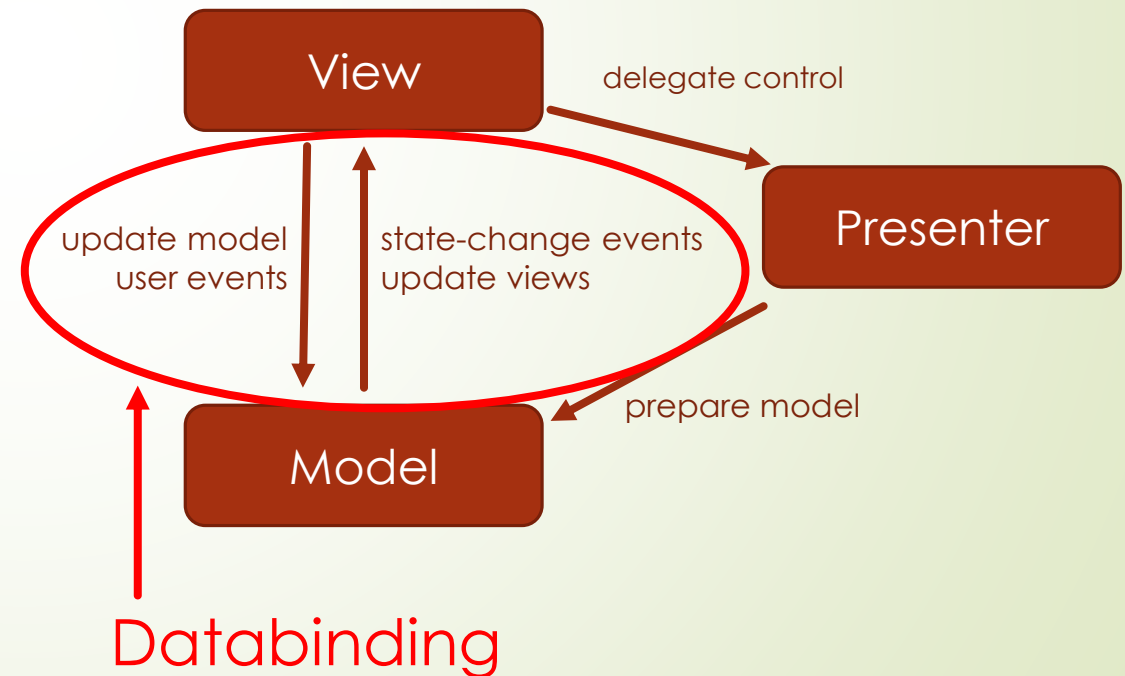 View
delegate control
Presenter
update model
user events
state-change events
update views
prepare model
Model
Databinding